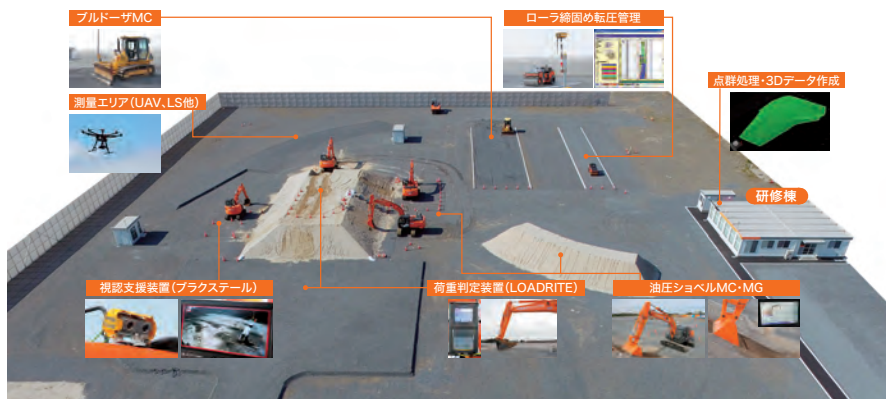 ブルドーザMC
ローラ締固め転圧管理
点群処理・3Dデータ作成
測量エリア（UAV、LS他）
研修棟
視認支援装置（ブラクステール）
荷重判定装置（LOADRITE）
油圧ショベルMC・MG